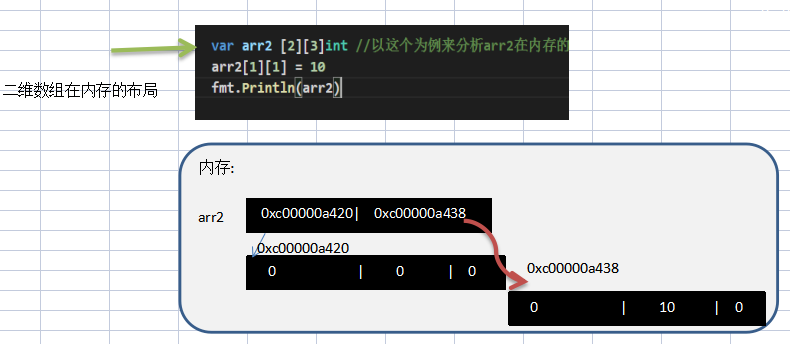 var arr2 [2][3]int //以这个为例来分析arr2在内存的
arr2[1][1] = 10
fmt.Println(arr2)
二维数组在内存的布局
内存:
arr2
0xc00000a420| 0xc00000a438
0xc00000a420
0 | 0 | 0
0xc00000a438
0 | 10 | 0